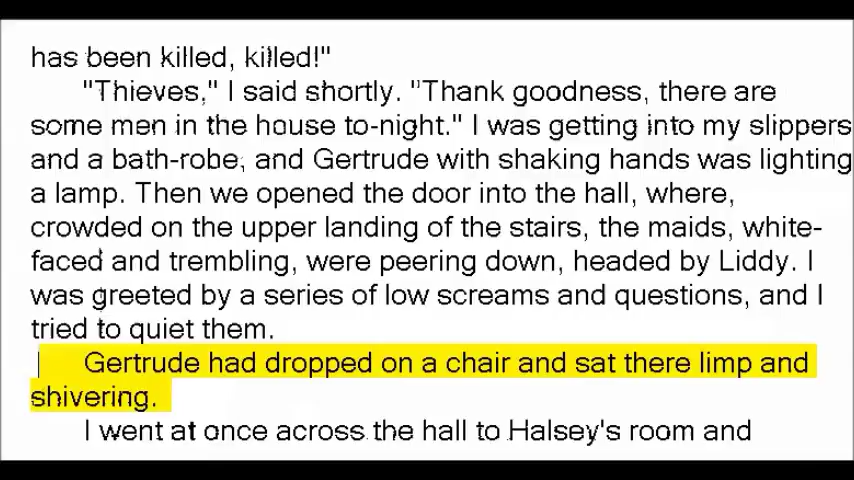 has been killed, killed!"
"Thieves," I said shortly. "Thank goodness, there are
some men in the house to-night." I was getting into my slippers
and a bath-robe, and Gertrude with shaking hands was lighting
a lamp. Then we opened the door into the hall, where,
crowded on the upper landing of the stairs, the maids, white-
faced and trembling, were peering down, headed by Liddy. I
was greeted by a series of low screams and questions, and I
tried to quiet them.
Gertrude had dropped on a chair and sat there limp and
shivering.
I went at once across the hall to Halsey's room and